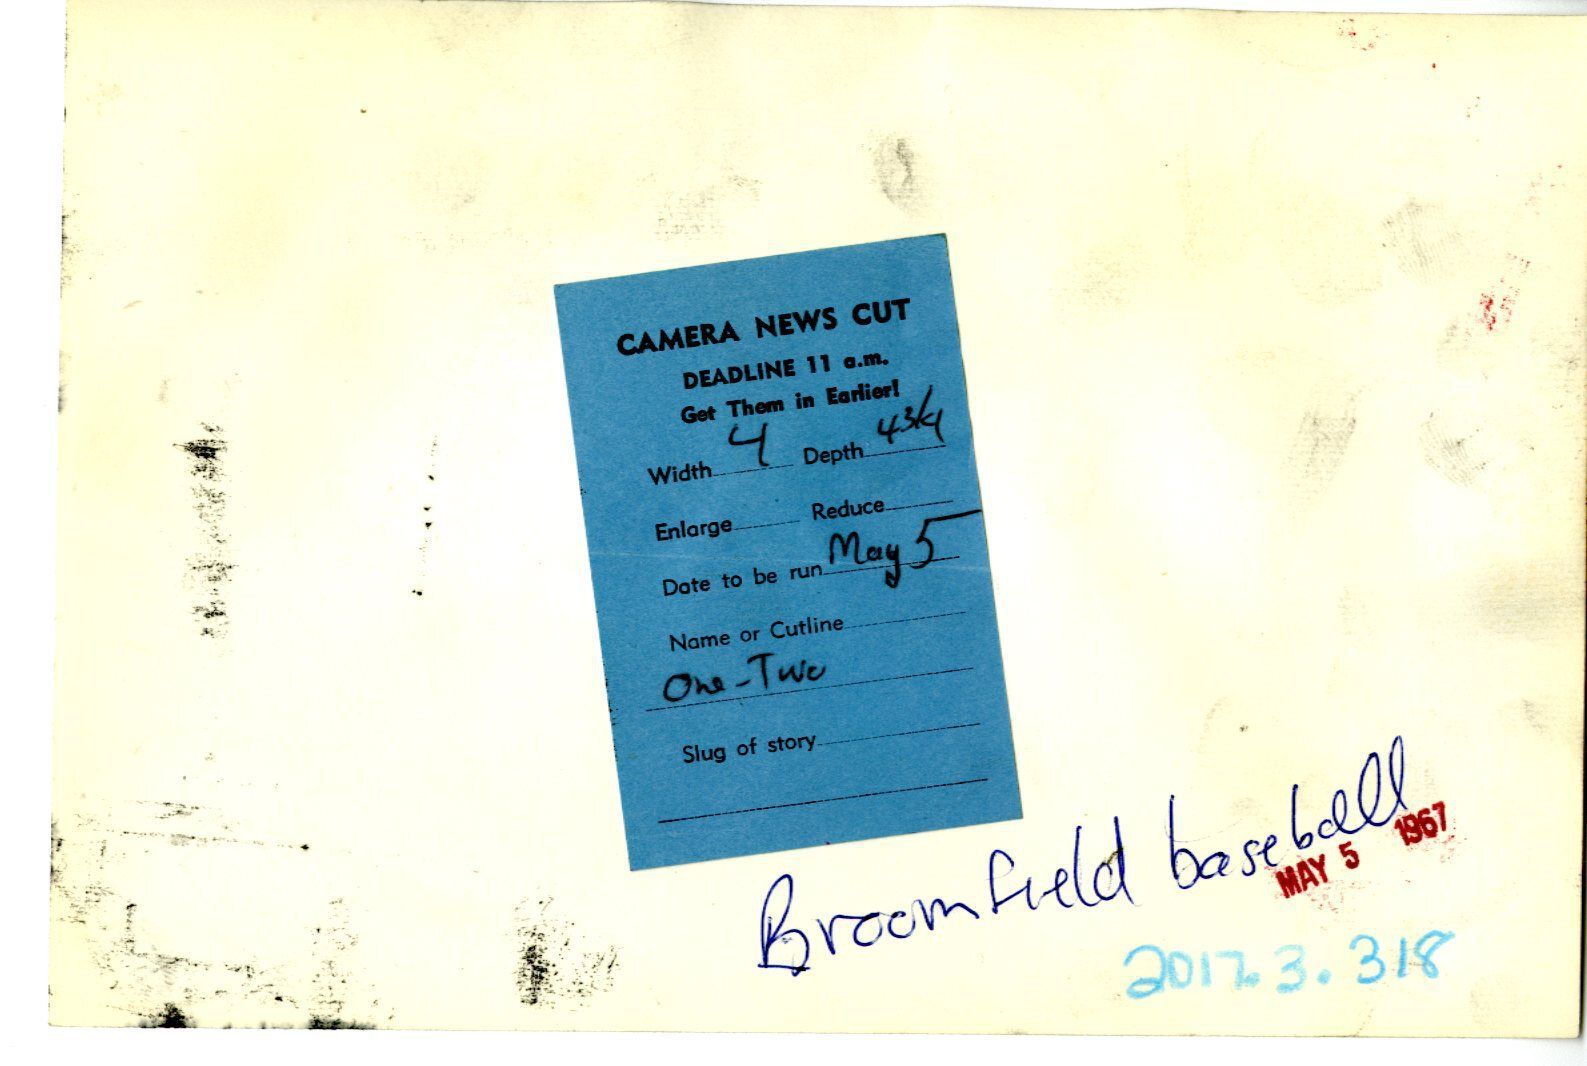 CAMERA NEWS CUT
DEADLINE 11 a.m.
Get Them in Earlier!
Width 4 Depth 4 3/4
Enlarge Reduce
Date to be run May 5
Name or Cutline
One-Two
Slug of story
Broomfield baseball
MAY 5 1967
2017.3.318